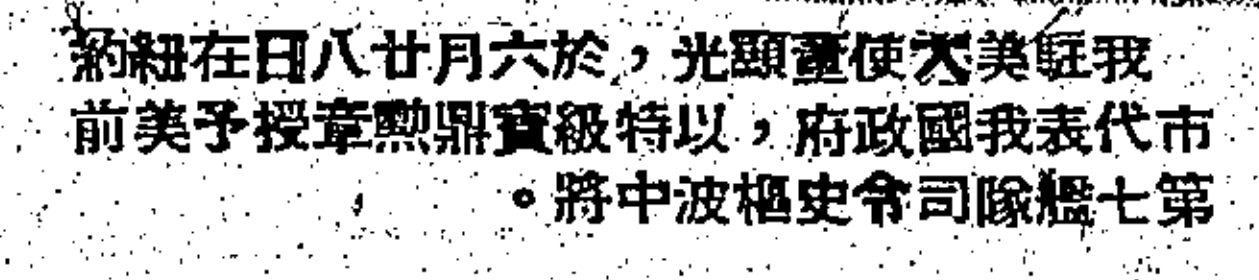 我駐美大使董顯光，於六月廿八日在紐約
市代表我國政府，以特級寶鼎勲章授予美前
第七艦隊司令史樞波中將。